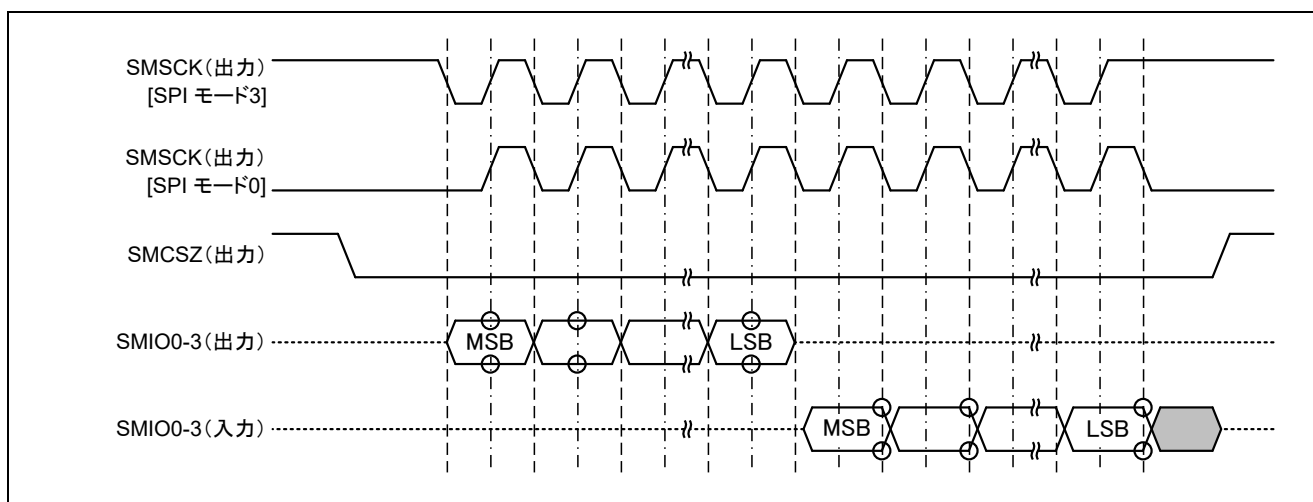 SMSCK（出力）
[SPI モード3]
SMSCK（出力）
[SPI モード0]
SMCSZ（出力）
SMIO0-3（出力）
MSB
LSB
SMIO0-3（入力）
MSB
LSB